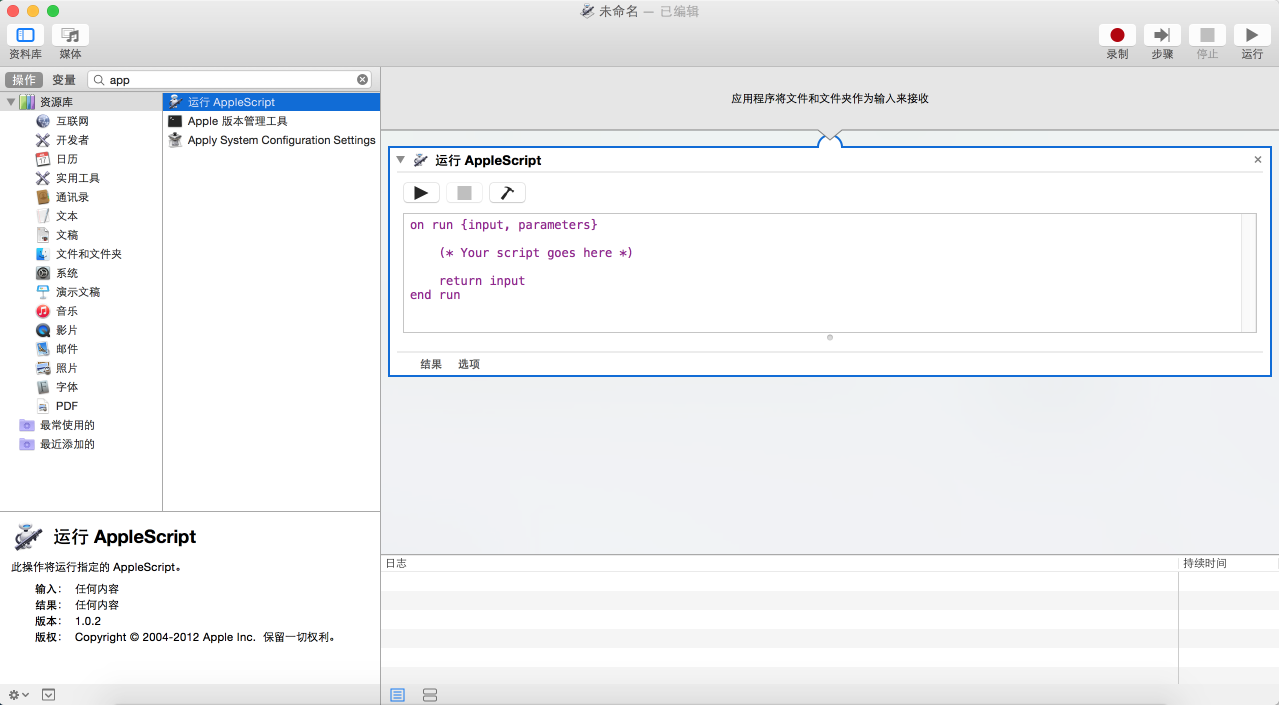 未命名 — 已编辑
资料库
媒体
录制
步骤
停止
运行
操作
变量
app
资源库
互联网
开发者
日历
实用工具
通讯录
文本
文稿
文件和文件夹
系统
演示文稿
音乐
影片
邮件
照片
字体
PDF
最常使用的
最近添加的
运行 AppleScript
Apple 版本管理工具
Apply System Configuration Settings
应用程序将文件和文件夹作为输入来接收
运行 AppleScript
on run {input, parameters}
(* Your script goes here *)
return input
end run
结果
选项
运行 AppleScript
此操作将运行指定的 AppleScript。
输入： 任何内容
结果： 任何内容
版本： 1.0.2
版权： Copyright © 2004-2012 Apple Inc. 保留一切权利。
日志
持续时间